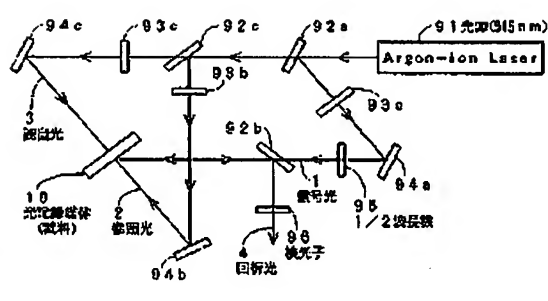 94c
93c
92c
92a
91光源(515nm)
Argon-ion Laser
93b
93a
3
読出光
92b
94a
10
光記録媒体
(試料)
2
参照光
1
信号光
95
1/2波長板
94b
4
回折光
96
検光子